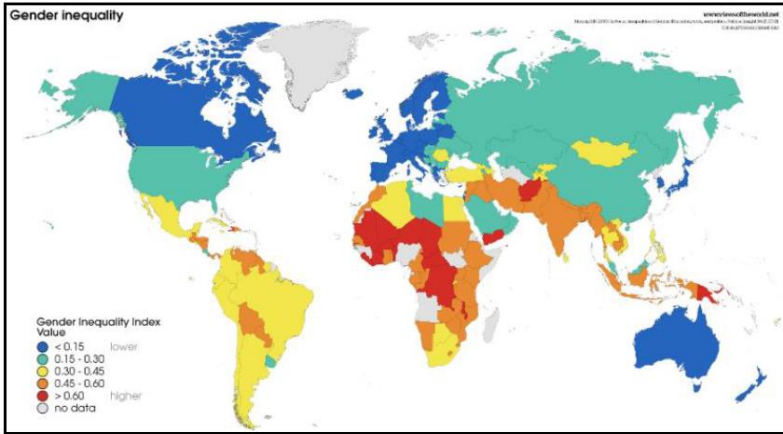 Gender inequality
www.viewsoftheworld.net
Gender Inequality Index
Value
< 0.15 lower
0.15 - 0.30
0.30 - 0.45
0.45 - 0.60
> 0.60 higher
no data